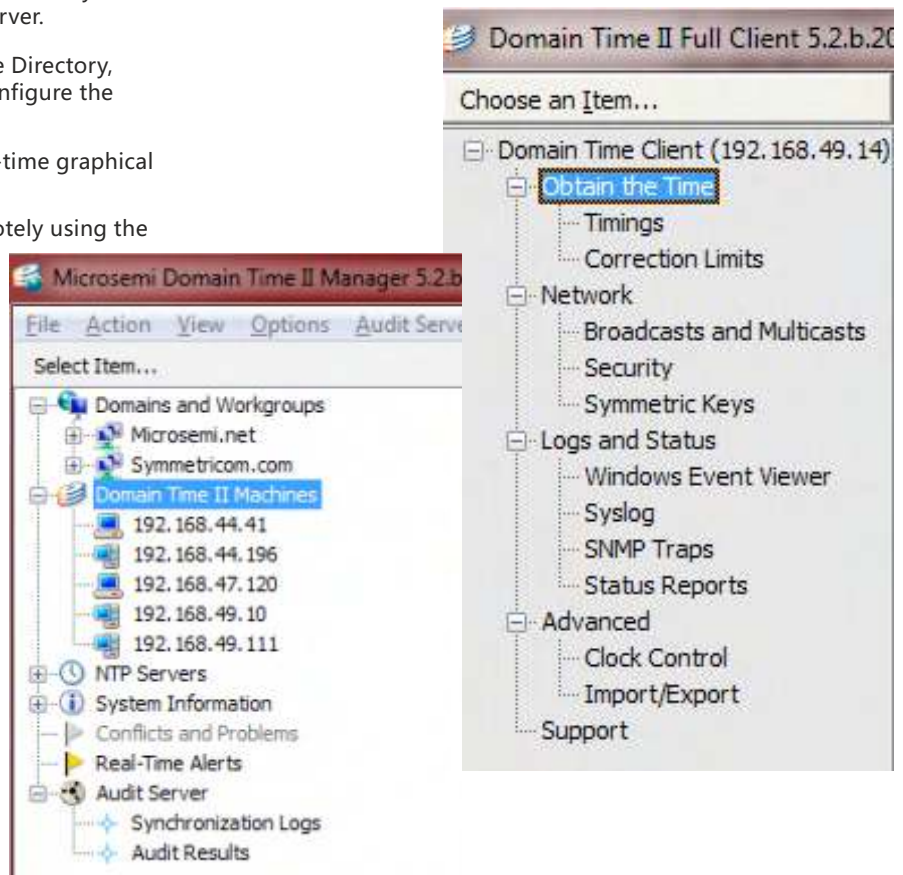 rver.
e Directory,
nfigure the
-time graphical
otely using the
Microsemi Domain Time II Manager 5.2.b
File Action View Options Audit Serve
Select Item...
Domains and Workgroups
Microsemi.net
Symmetricom.com
Domain Time II Machines
192.168.44.41
192.168.44.196
192.168.47.120
192.168.49.10
192.168.49.111
NTP Servers
System Information
Conflicts and Problems
Real-Time Alerts
Audit Server
Synchronization Logs
Audit Results
Domain Time II Full Client 5.2.b.20
Choose an Item...
Domain Time Client (192.168.49.14)
Obtain the Time
Timings
Correction Limits
Network
Broadcasts and Multicasts
Security
Symmetric Keys
Logs and Status
Windows Event Viewer
Syslog
SNMP Traps
Status Reports
Advanced
Clock Control
Import/Export
Support